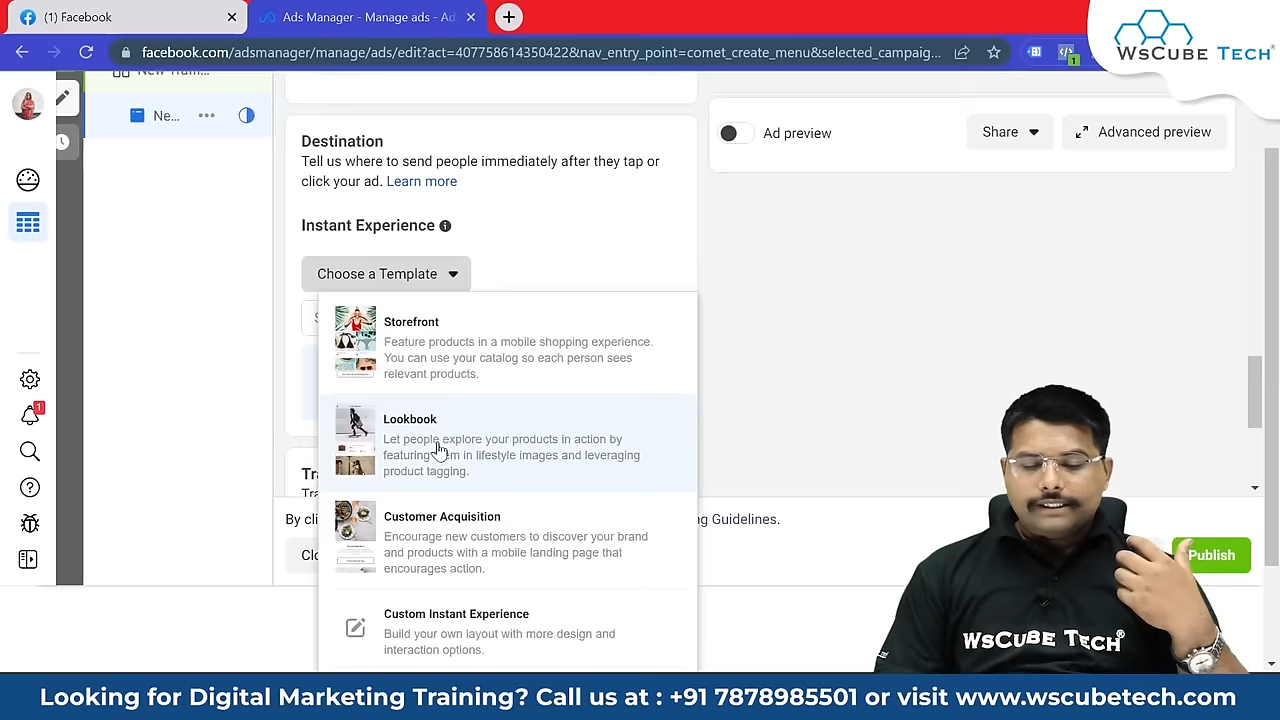 (1) Facebook
Ads Manager - Manage ads - Ad
WsCube Tech®
facebook.com/adsmanager/manage/ads/edit?act=4077586143504228&nav_entry_point=comet_create_menu&selected_campaig...
1
Ne...
Destination
Tell us where to send people immediately after they tap or
click your ad. Learn more
Ad preview
Share
Advanced preview
Instant Experience
Choose a Template
Storefront
Feature products in a mobile shopping experience.
You can use your catalog so each person sees
relevant products.
Lookbook
Let people explore your products in action by
featuring them in lifestyle images and leveraging
product tagging.
Customer Acquisition
Encourage new customers to discover your brand
and products with a mobile landing page that
encourages action.
Custom Instant Experience
Build your own layout with more design and
interaction options.
1
Tra
By cli
ng Guidelines.
Clo
Publish
WsCube Tech®
Looking for Digital Marketing Training? Call us at : +91 7878985501 or visit www.wscubetech.com